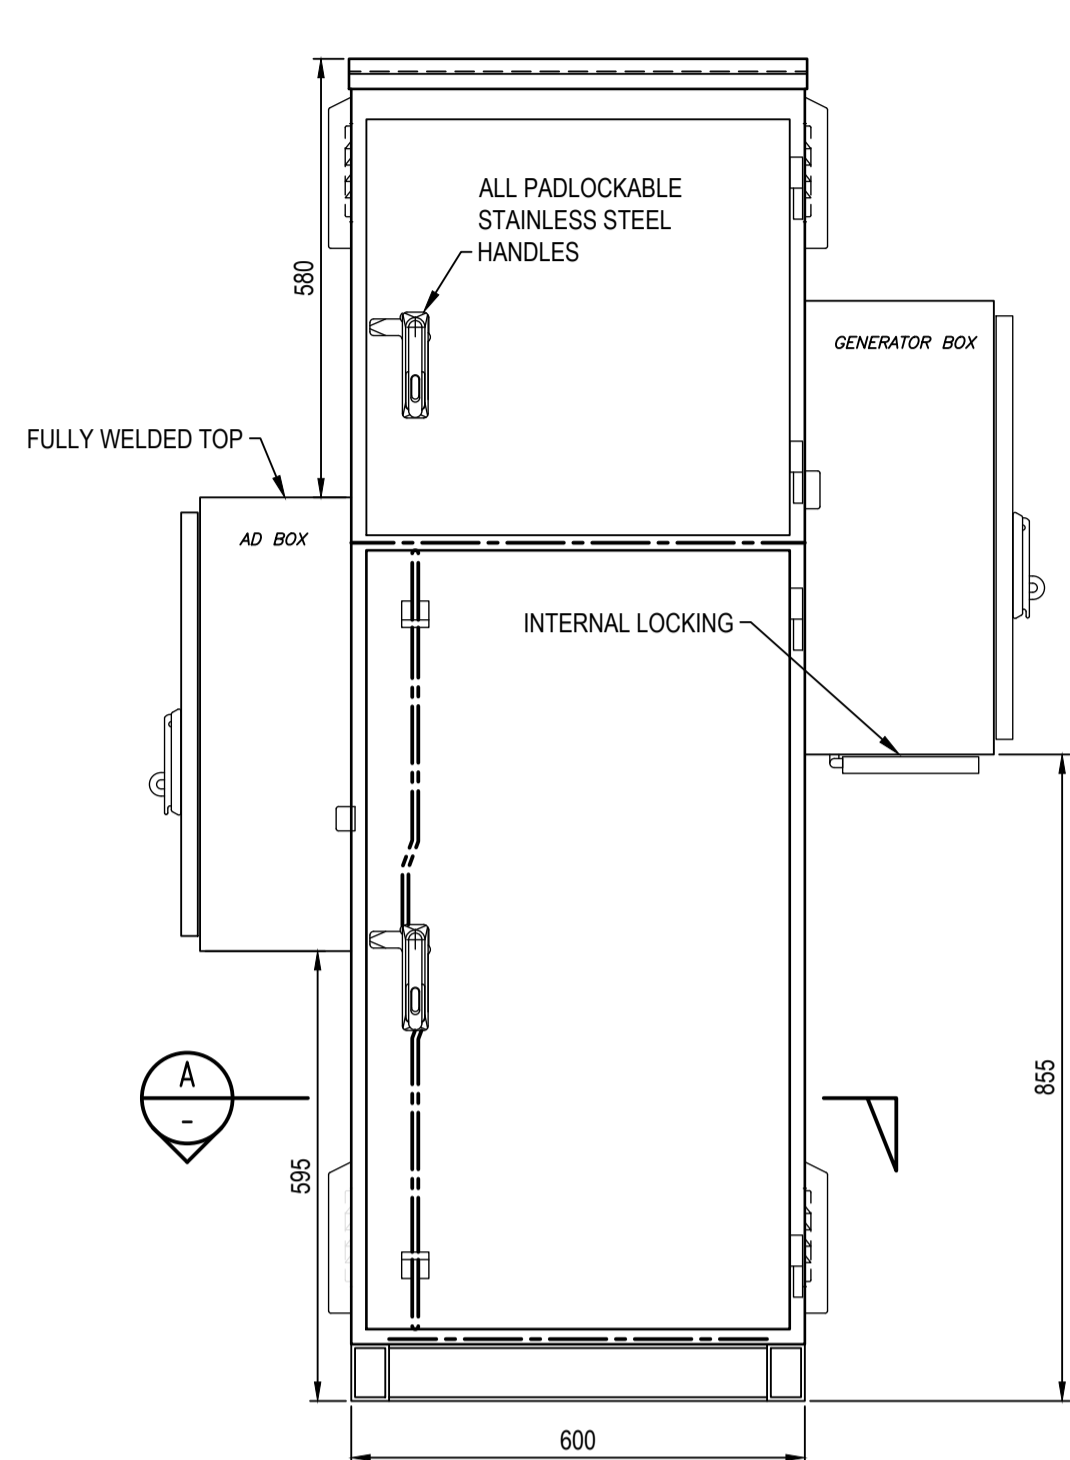 ALL PADLOCKABLE
STAINLESS STEEL
HANDLES
580
GENERATOR BOX
FULLY WELDED TOP
AD BOX
INTERNAL LOCKING
A
-
595
855
600